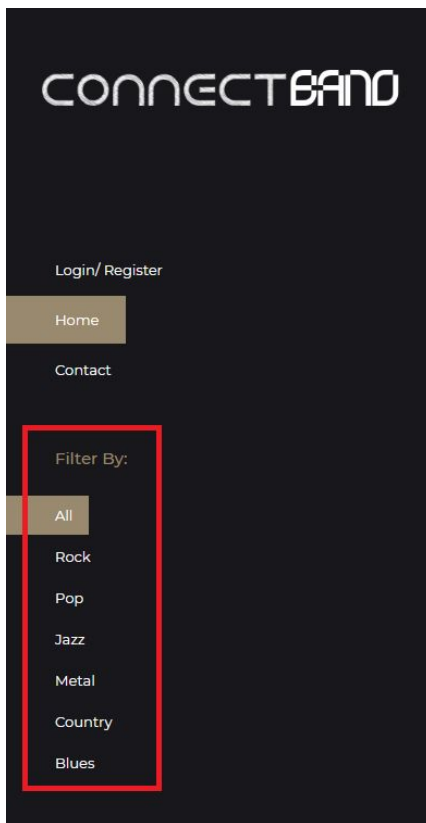 CONNECTBAND
Login/ Register
Home
Contact
Filter By:
All
Rock
Pop
Jazz
Metal
Country
Blues